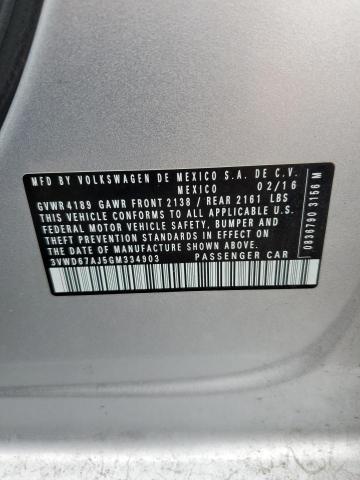 MFD BY VOLKSWAGEN DE MEXICO S.A. DE C.V.
MEXICO 02/16
GVWR 4189 GAWR FRONT 2138 / REAR 2161 LBS
THIS VEHICLE CONFORMS TO ALL APPLICABLE U.S.
FEDERAL MOTOR VEHICLE SAFETY, BUMPER AND
THEFT PREVENTION STANDARDS IN EFFECT ON
THE DATE OF MANUFACTURE SHOWN ABOVE
3VWD67AJ5GM334903 PASSENGER CAR
0830790 3156 M